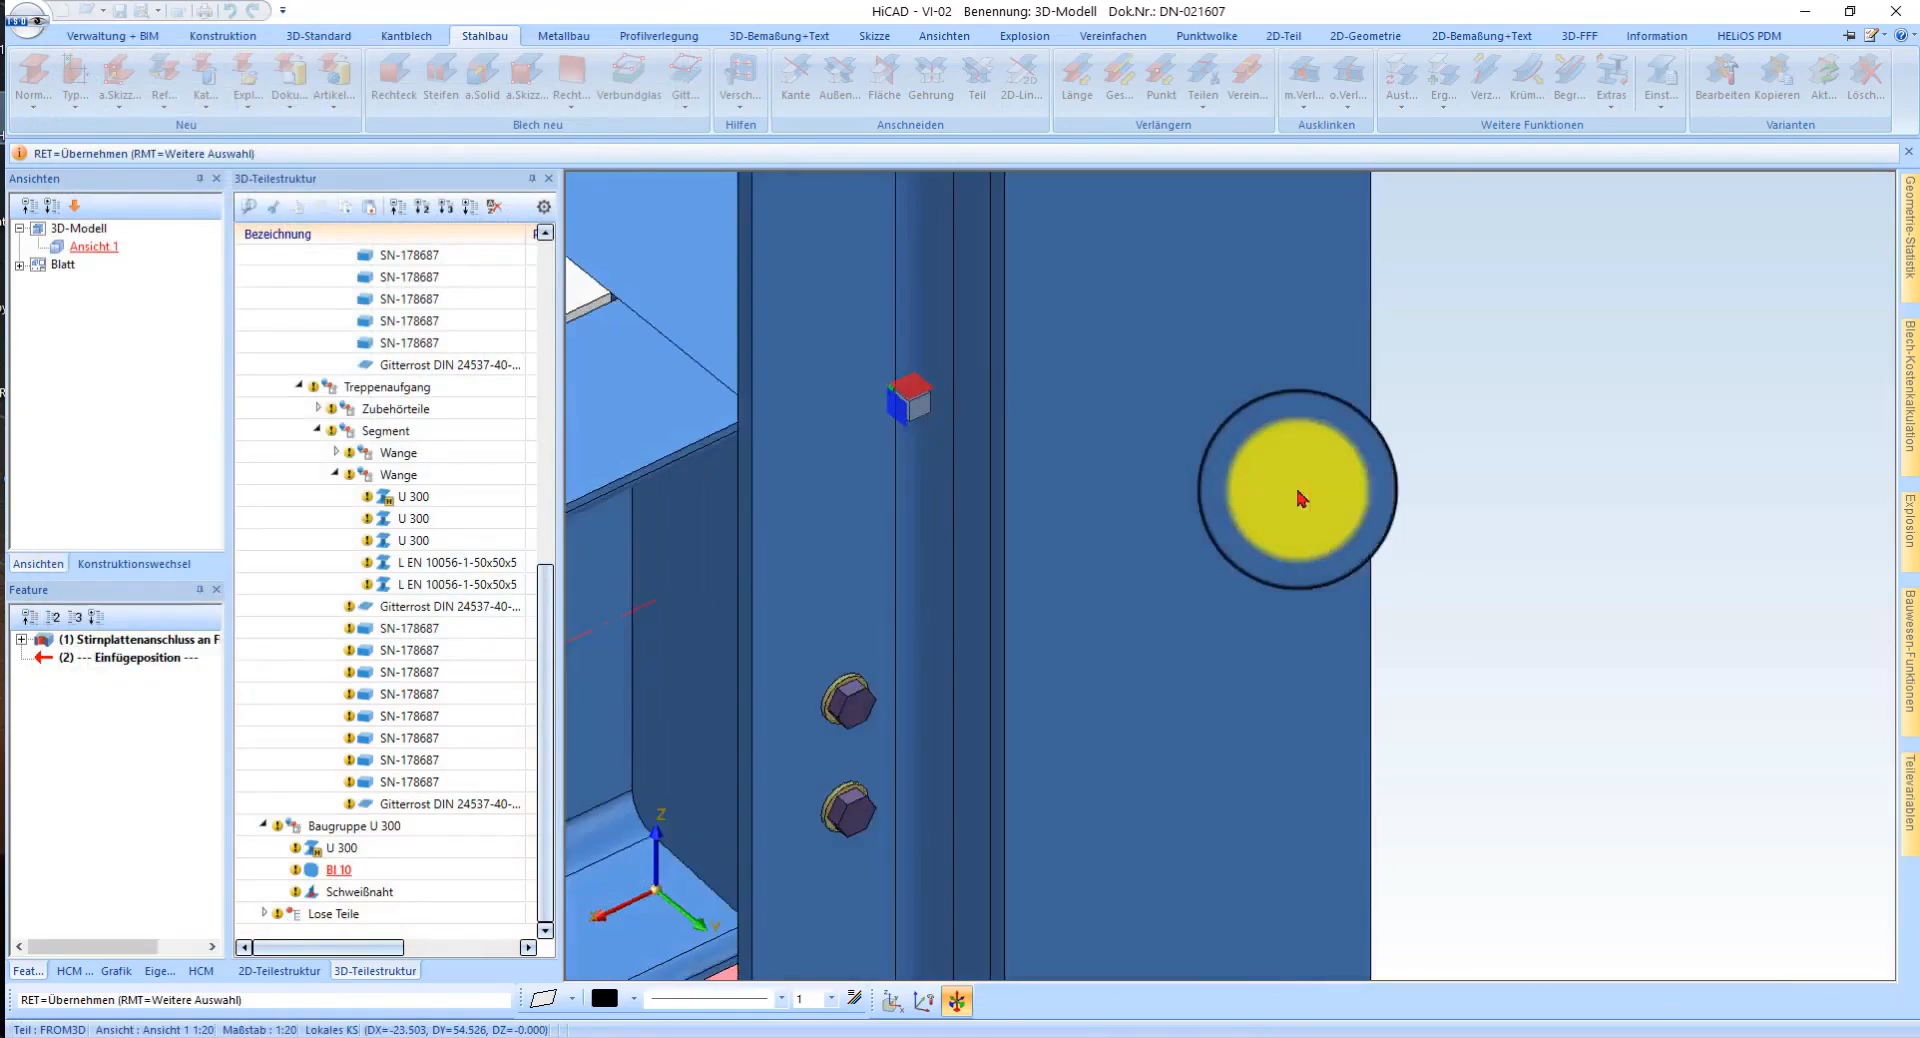 HiCAD - VI-02 Benennung: 3D-Modell Dok.Nr.: DN-021607
Verwaltung + BIM Konstruktion 3D-Standard Kantblech Stahlbau Metallbau Profilverlegung 3D-Bemaßung+Text Skizze Ansichten Explosion Vereinfachen Punktwolke 2D-Teil 2D-Geometrie 2D-Bemaßung+Text 3D-FFF Information HELiOS PDM
Norm... Typ... a.Skizz... Ref... Kat... Expl... Doku... Artikel... Rechteck Steifen a.Solid a.Skizz... Recht... Verbundglas Gitt... Versch... Kante Außen... Fläche Gehrung Teil 2D-Lin... Länge Ges... Punkt Teilen Verein... m.Verl... o.Verl... Aust... Erg... Verz... Krüm... Begr... Extras Einst... Bearbeiten Kopieren Akt... Lösch...
Neu Blech neu Hilfen Anschneiden Verlängern Ausklinken Weitere Funktionen Varianten
RET=Übernehmen (RMT=Weitere Auswahl)
Ansichten
3D-Modell
Ansicht 1
Blatt
Ansichten Konstruktionswechsel
Feature
(1) Stirnplattenanschluss an F
(2) --- Einfügeposition ---
Feat... HCM ... Grafik Eige... HCM
3D-Teilestruktur
Bezeichnung
SN-178687
SN-178687
SN-178687
SN-178687
SN-178687
Gitterrost DIN 24537-40-...
Treppenaufgang
Zubehörteile
Segment
Wange
Wange
U 300
U 300
U 300
L EN 10056-1-50x50x5
L EN 10056-1-50x50x5
Gitterrost DIN 24537-40-...
SN-178687
SN-178687
SN-178687
SN-178687
SN-178687
SN-178687
SN-178687
SN-178687
Gitterrost DIN 24537-40-...
Baugruppe U 300
U 300
Bl 10
Schweißnaht
Lose Teile
2D-Teilestruktur 3D-Teilestruktur
Z
Y
Geometrie-Statistik
Blech-Kostenkalkulation
Explosion
Bauwesen-Funktionen
Teilevariablen
RET=Übernehmen (RMT=Weitere Auswahl)
1
Teil : FROM3D Ansicht : Ansicht 1 1:20 Maßstab : 1:20 Lokales KS (DX=-23.503, DY=54.526, DZ=-0.000)